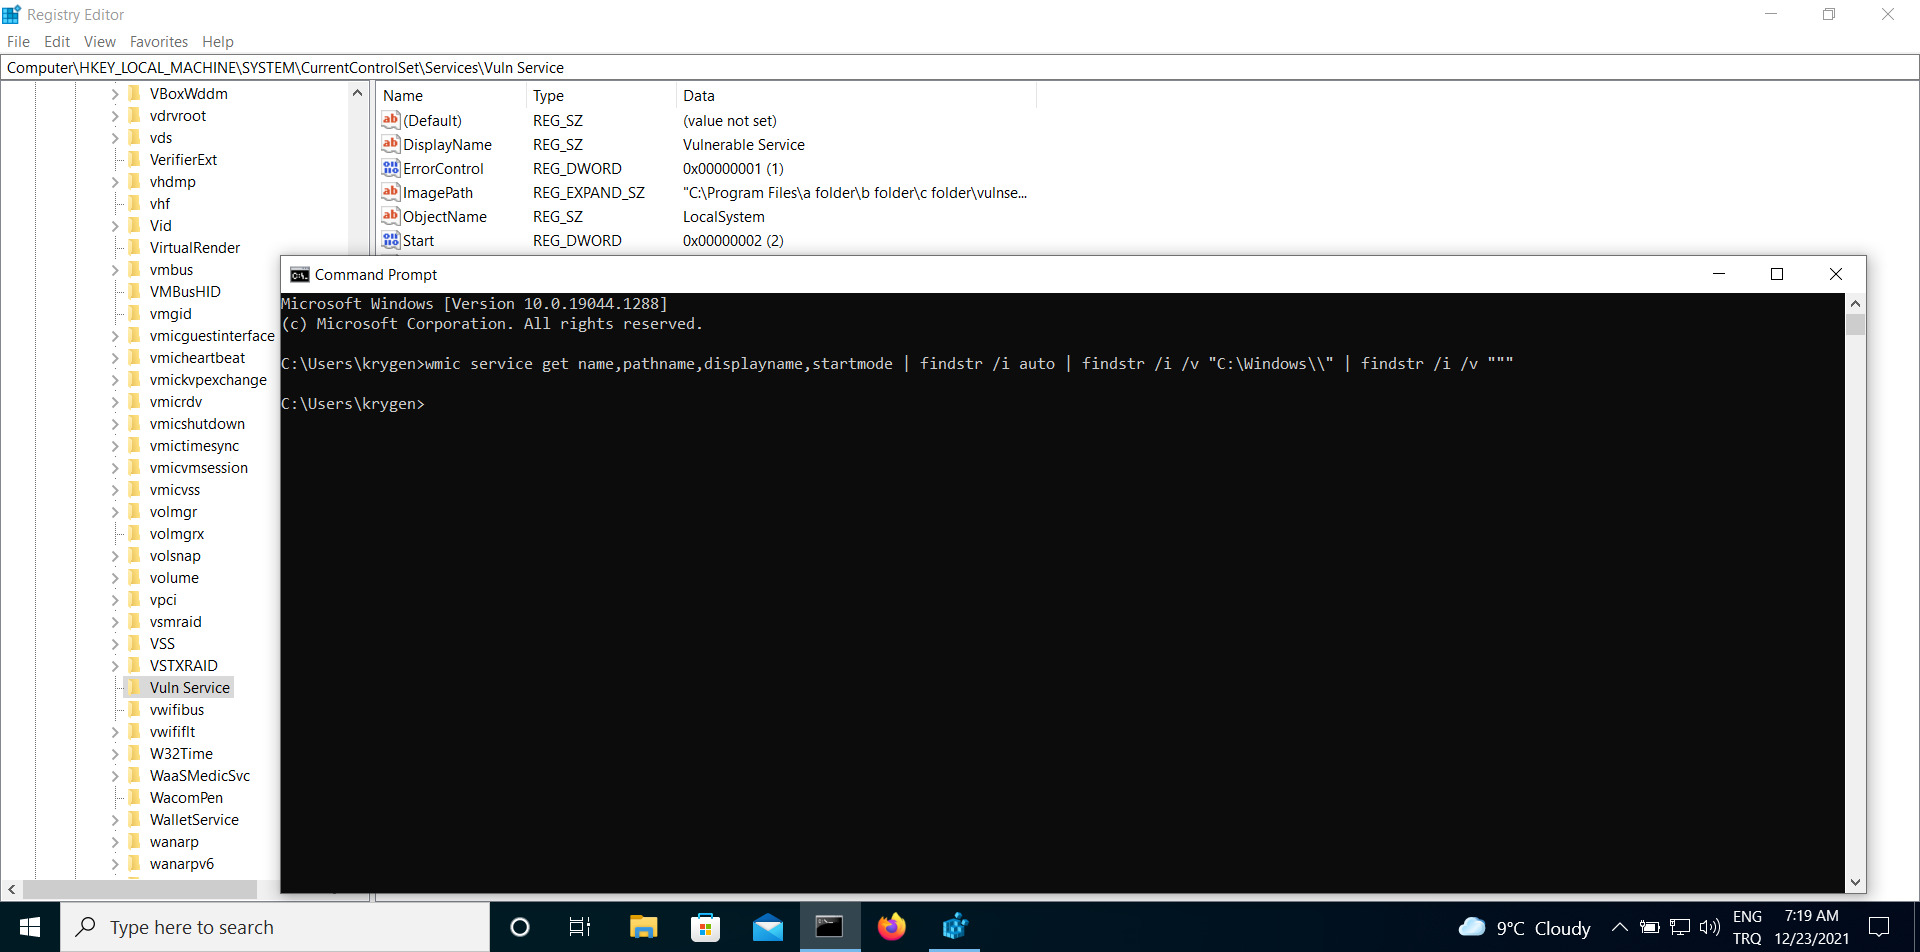 Registry Editor
File Edit View Favorites Help
Computer\HKEY_LOCAL_MACHINE\SYSTEM\CurrentControlSet\Services\Vuln Service
VBoxWddm
vdrvroot
vds
VerifierExt
vhdmp
vhf
Vid
VirtualRender
vmbus
VMBusHID
vmgid
vmicguestinterface
vmicheartbeat
vmickvpexchange
vmicrdv
vmicshutdown
vmictimesync
vmicvmsession
vmicvss
volmgr
volmgrx
volsnap
volume
vpci
vsmraid
VSS
VSTXRAID
Vuln Service
vwifibus
vwififlt
W32Time
WaaSMedicSvc
WacomPen
WalletService
wanarp
wanarpv6
Name Type Data
(Default) REG_SZ (value not set)
DisplayName REG_SZ Vulnerable Service
ErrorControl REG_DWORD 0x00000001 (1)
ImagePath REG_EXPAND_SZ "C:\Program Files\a folder\b folder\c folder\vulnse...
ObjectName REG_SZ LocalSystem
Start REG_DWORD 0x00000002 (2)
Command Prompt
Microsoft Windows [Version 10.0.19044.1288]
(c) Microsoft Corporation. All rights reserved.
C:\Users\krygen>wmic service get name,pathname,displayname,startmode | findstr /i auto | findstr /i /v "C:\Windows\\" | findstr /i /v """
C:\Users\krygen>
Type here to search
9°C Cloudy
ENG
TRQ
7:19 AM
12/23/2021